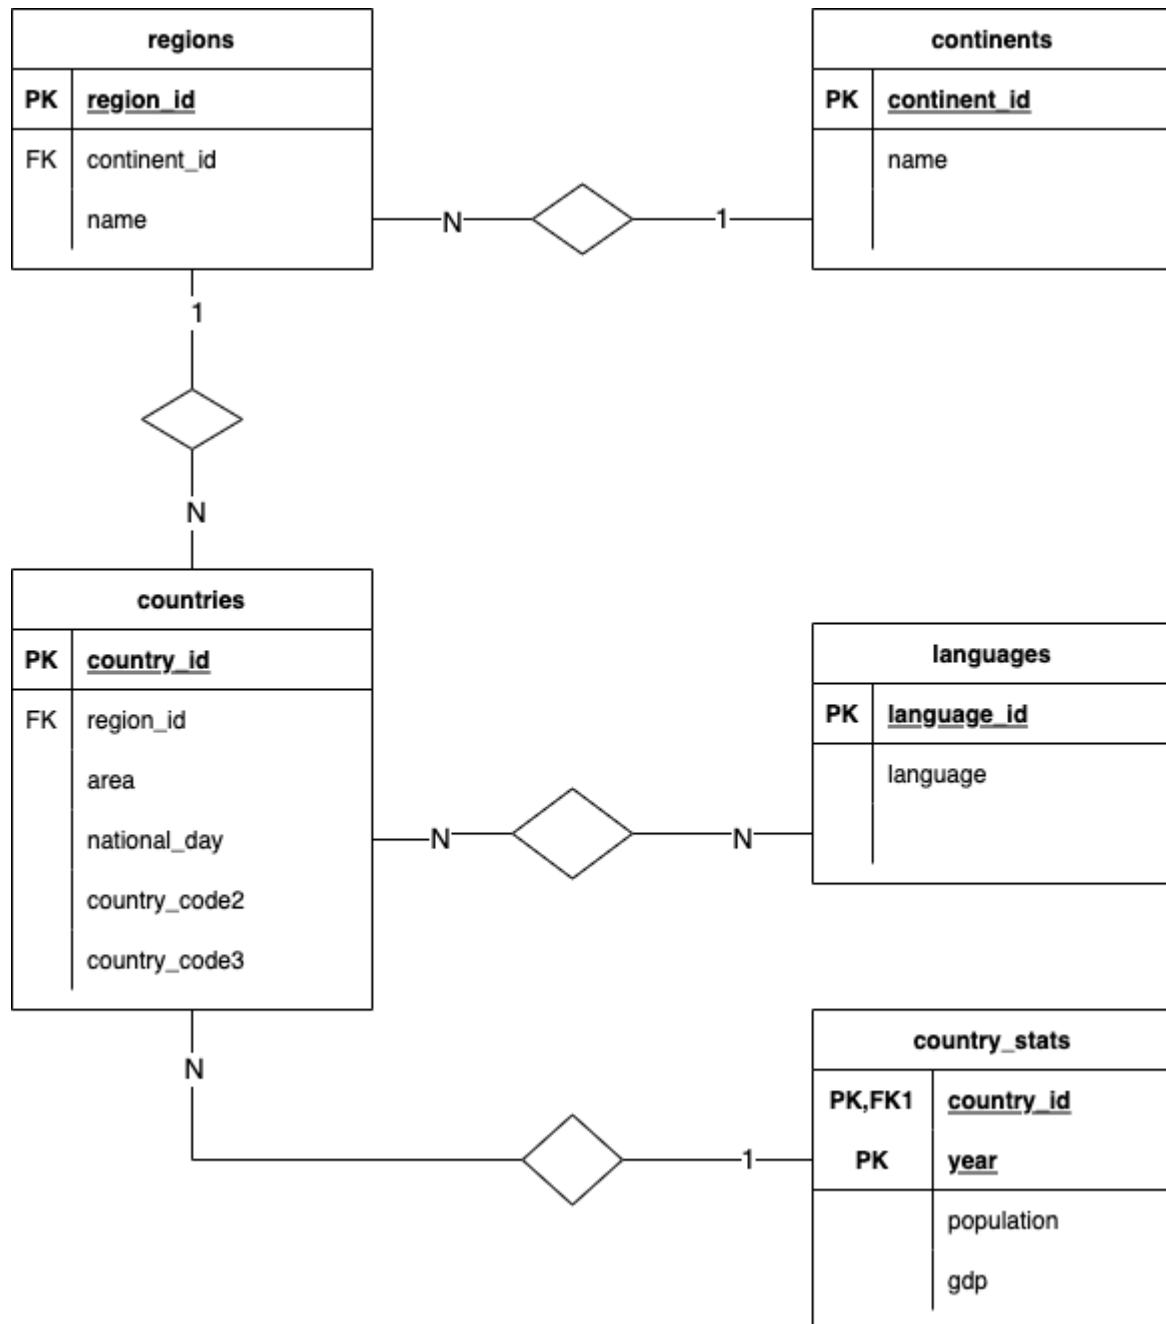 regions
PK region_id
FK continent_id
name
continents
PK continent_id
name
N
1
1
N
countries
PK country_id
FK region_id
area
national_day
country_code2
country_code3
languages
PK language_id
language
N
N
N
1
country_stats
PK,FK1 country_id
PK year
population
gdp